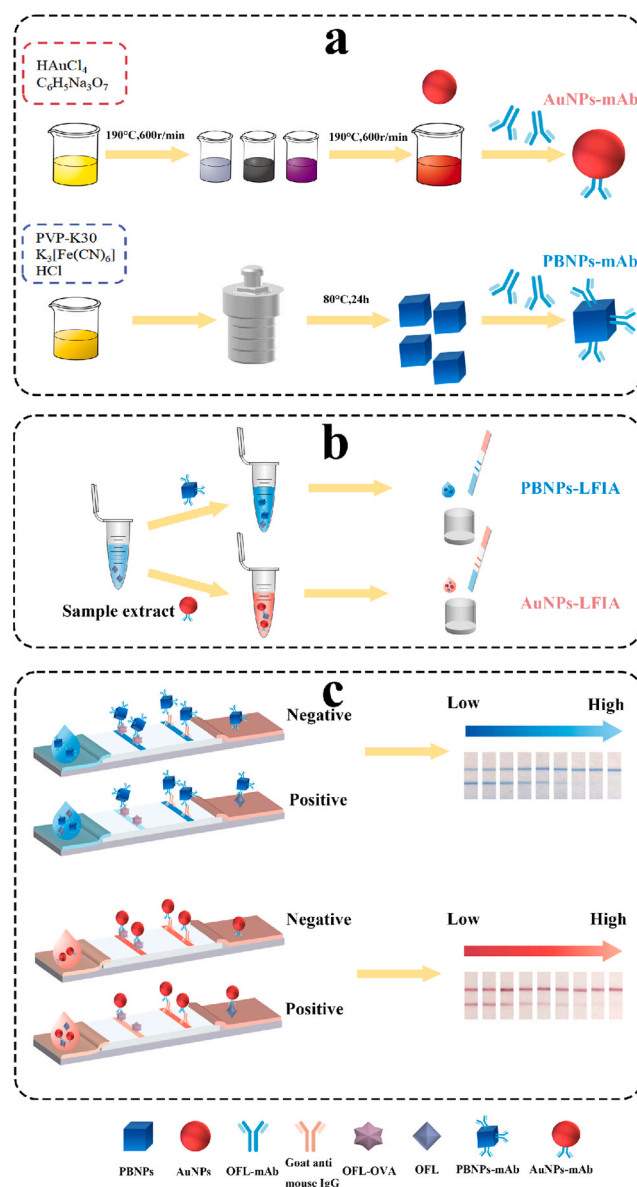 a
HAuCl₄
C₆H₅Na₃O₇
190°C,600r/min
190°C,600r/min
AuNPs-mAb
PVP-K30
K₃[Fe(CN)₆]
HCl
80°C,24h
PBNPs-mAb
b
PBNPs-LFIA
Sample extract
AuNPs-LFIA
c
Negative
Low
High
Positive
Negative
Low
High
Positive
PBNPs
AuNPs
OFL-mAb
Goat anti
mouse IgG
OFL-OVA
OFL
PBNPs-mAb
AuNPs-mAb